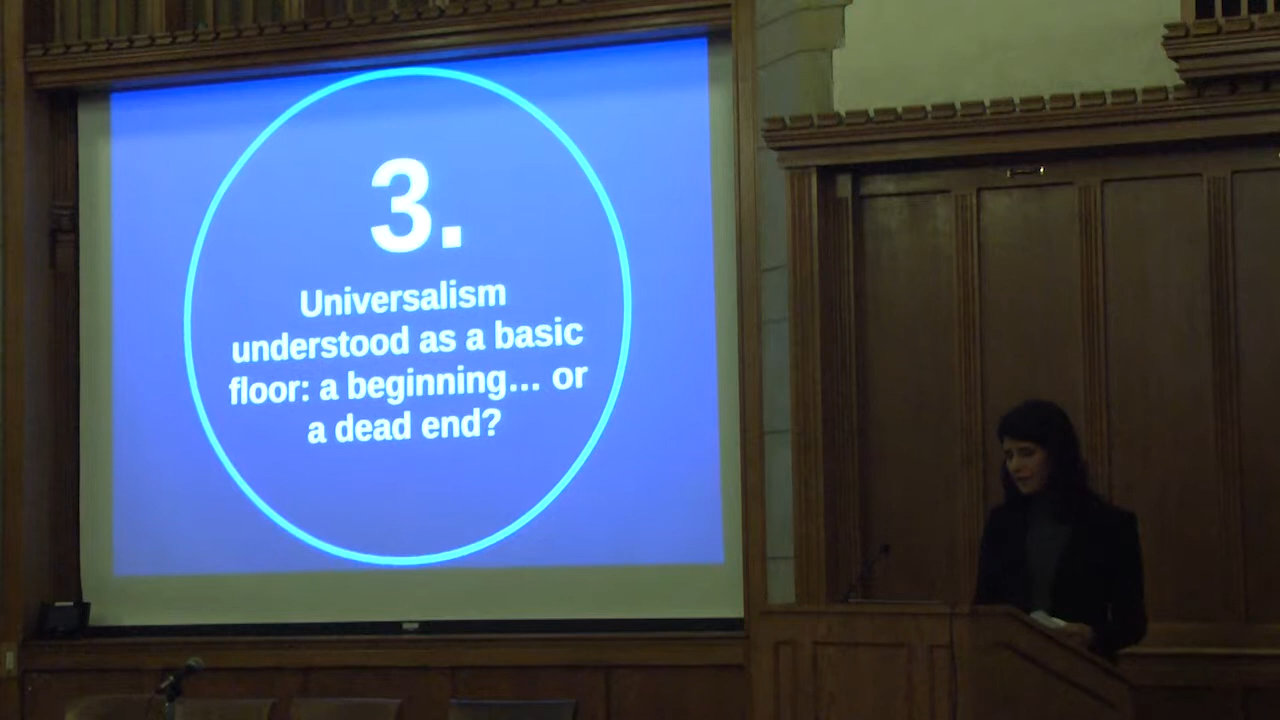 3.
Universalism
understood as a basic
floor: a beginning... or
a dead end?